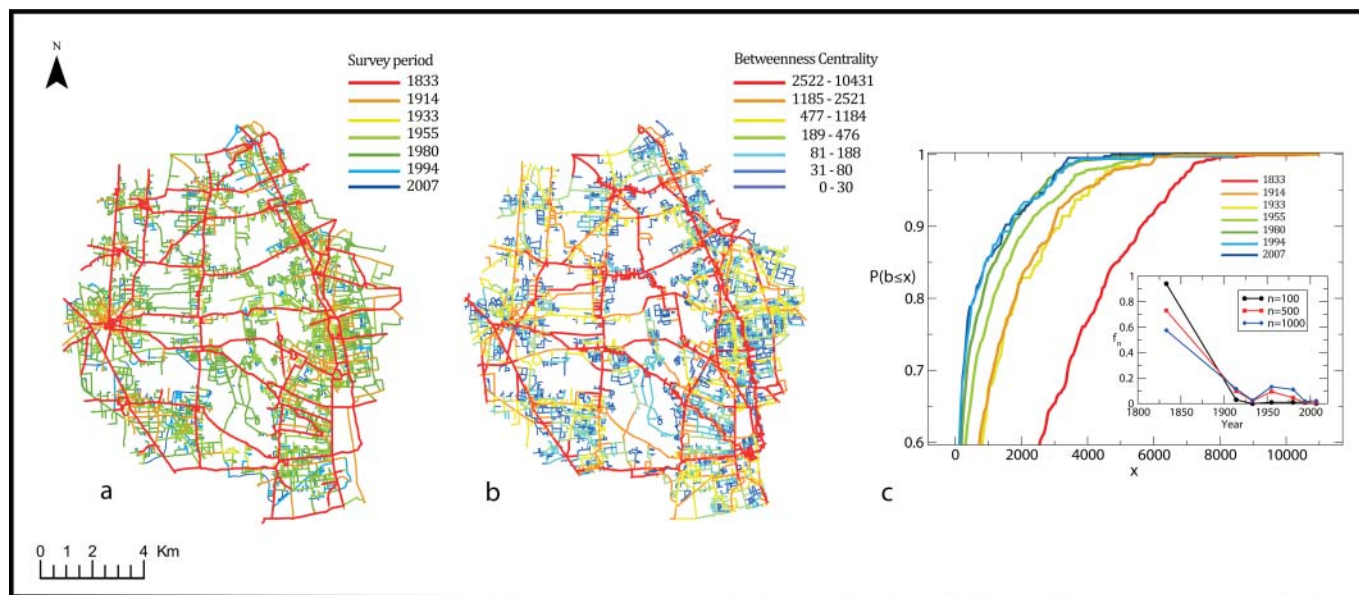 N
Survey period
1833
1914
1933
1955
1980
1994
2007
a
0 1 2 4 Km
Betweenness Centrality
2522 - 10431
1185 - 2521
477 - 1184
189 - 476
81 - 188
31 - 80
0 - 30
b
1
0.9
0.8
0.7
0.6
P(b≤x)
0 2000 4000 6000 8000 10000
x
1833
1914
1933
1955
1980
1994
2007
1
0.8
0.6
0.4
0.2
0
fn
n=100
n=500
n=1000
1800 1850 1900 1950 2000
Year
c